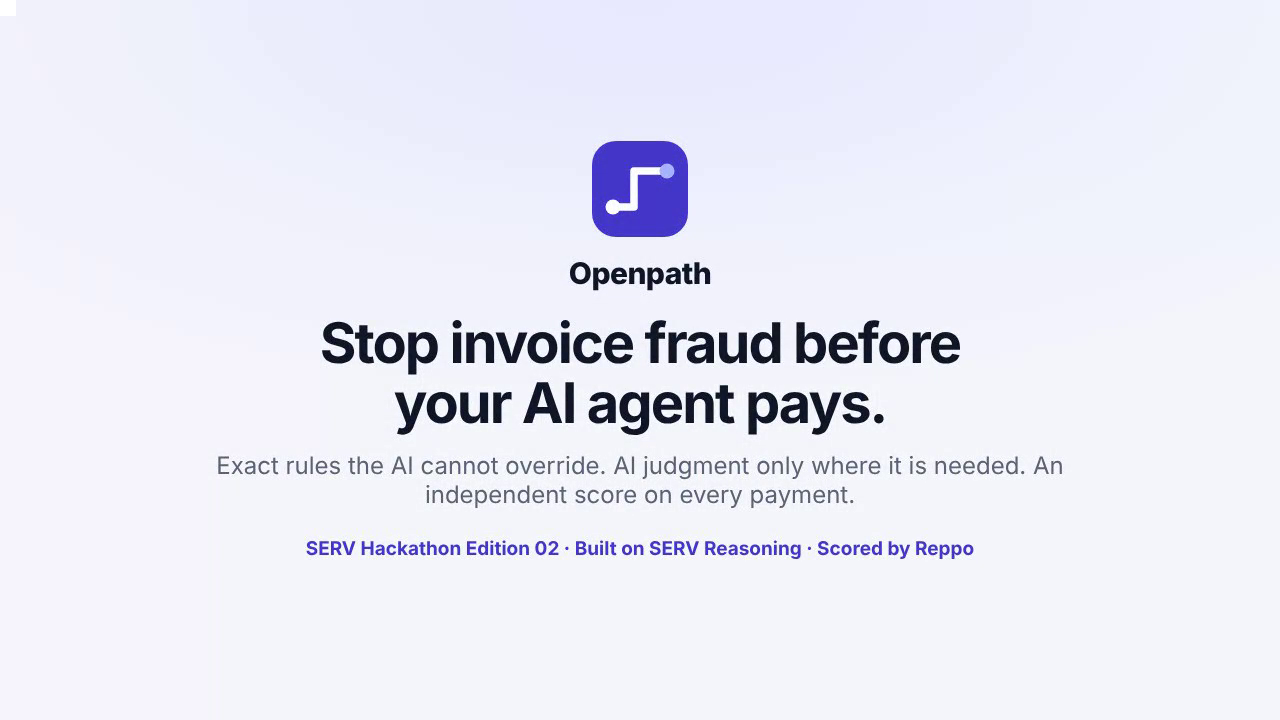 Openpath
Stop invoice fraud before
your AI agent pays.
Exact rules the AI cannot override. AI judgment only where it is needed. An
independent score on every payment.
SERV Hackathon Edition 02 · Built on SERV Reasoning · Scored by Reppo